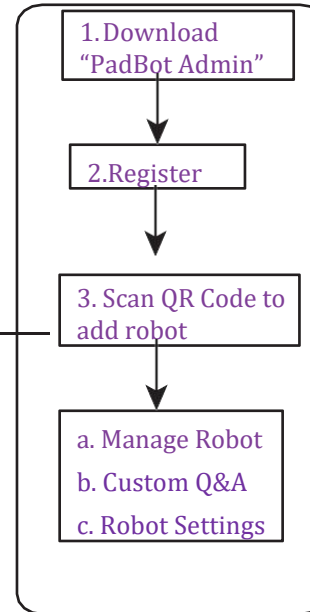 1.Download
“PadBot Admin”
2.Register
3. Scan QR Code to
add robot
a. Manage Robot
b. Custom Q&A
c. Robot Settings